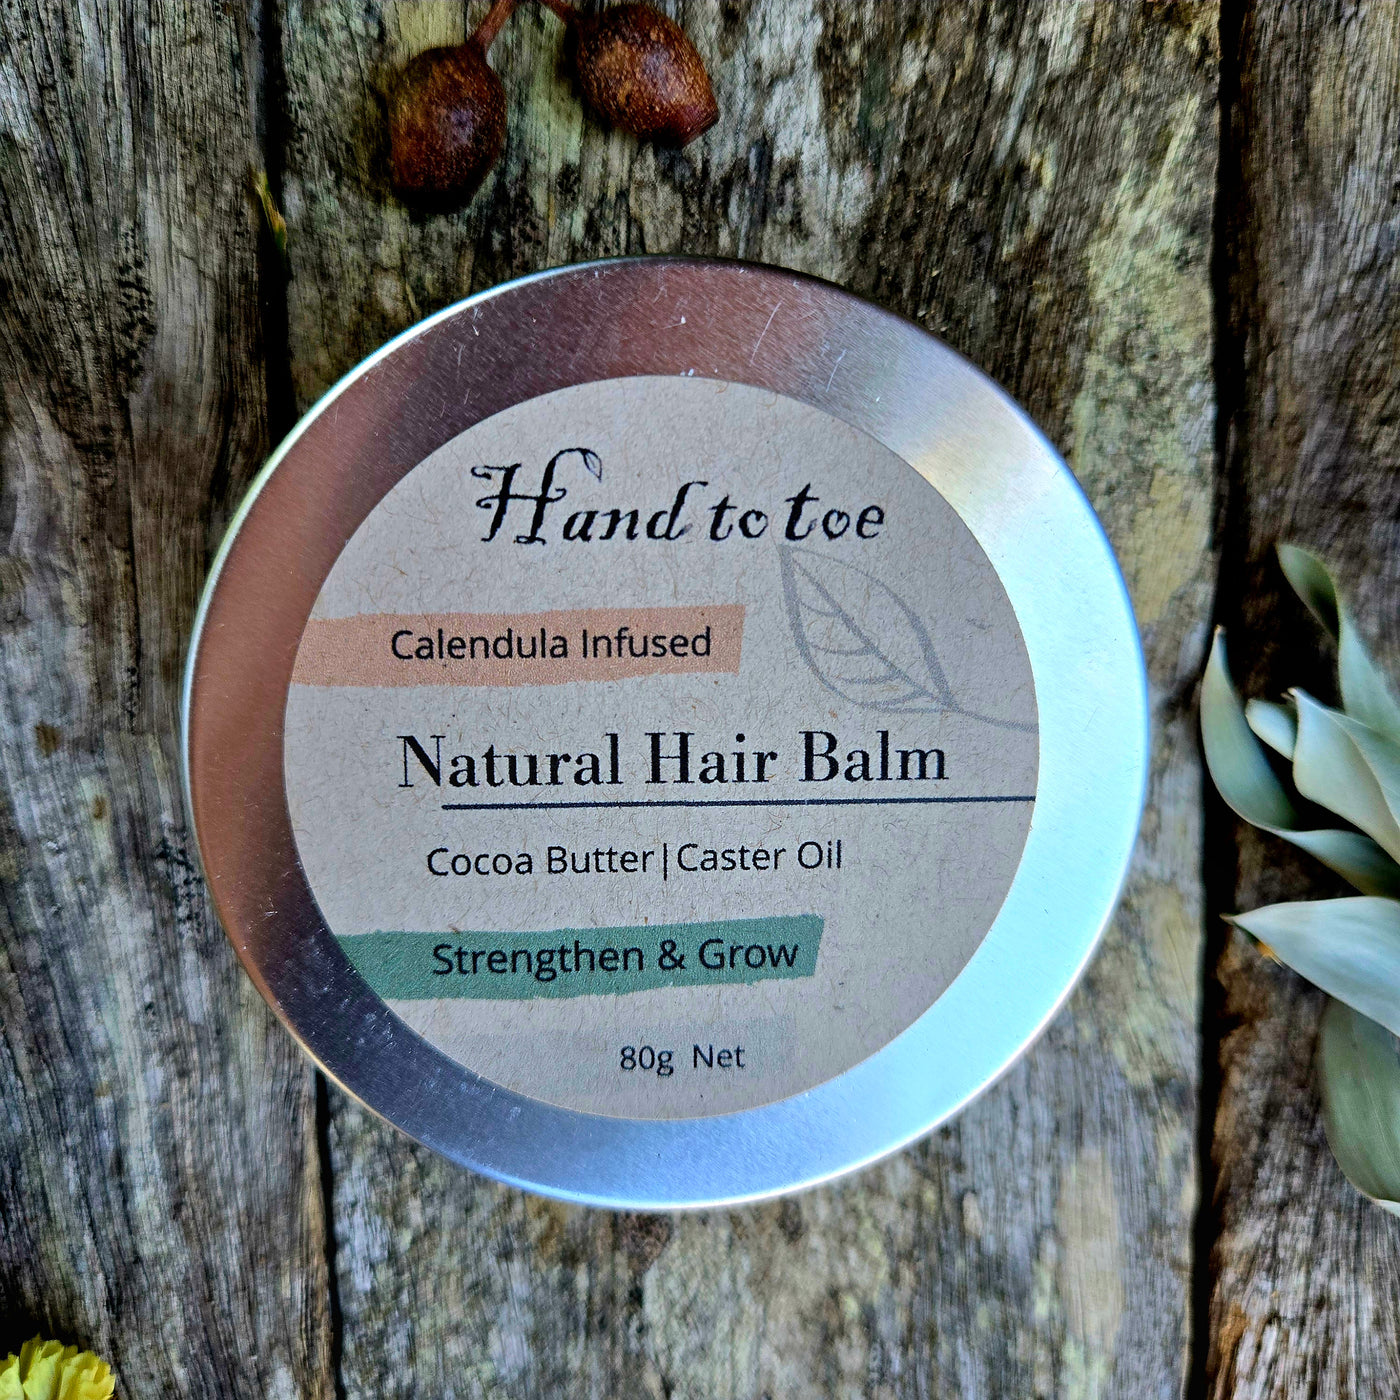 Hand to toe
Calendula Infused
Natural Hair Balm
Cocoa Butter|Caster Oil
Strengthen & Grow
80g Net